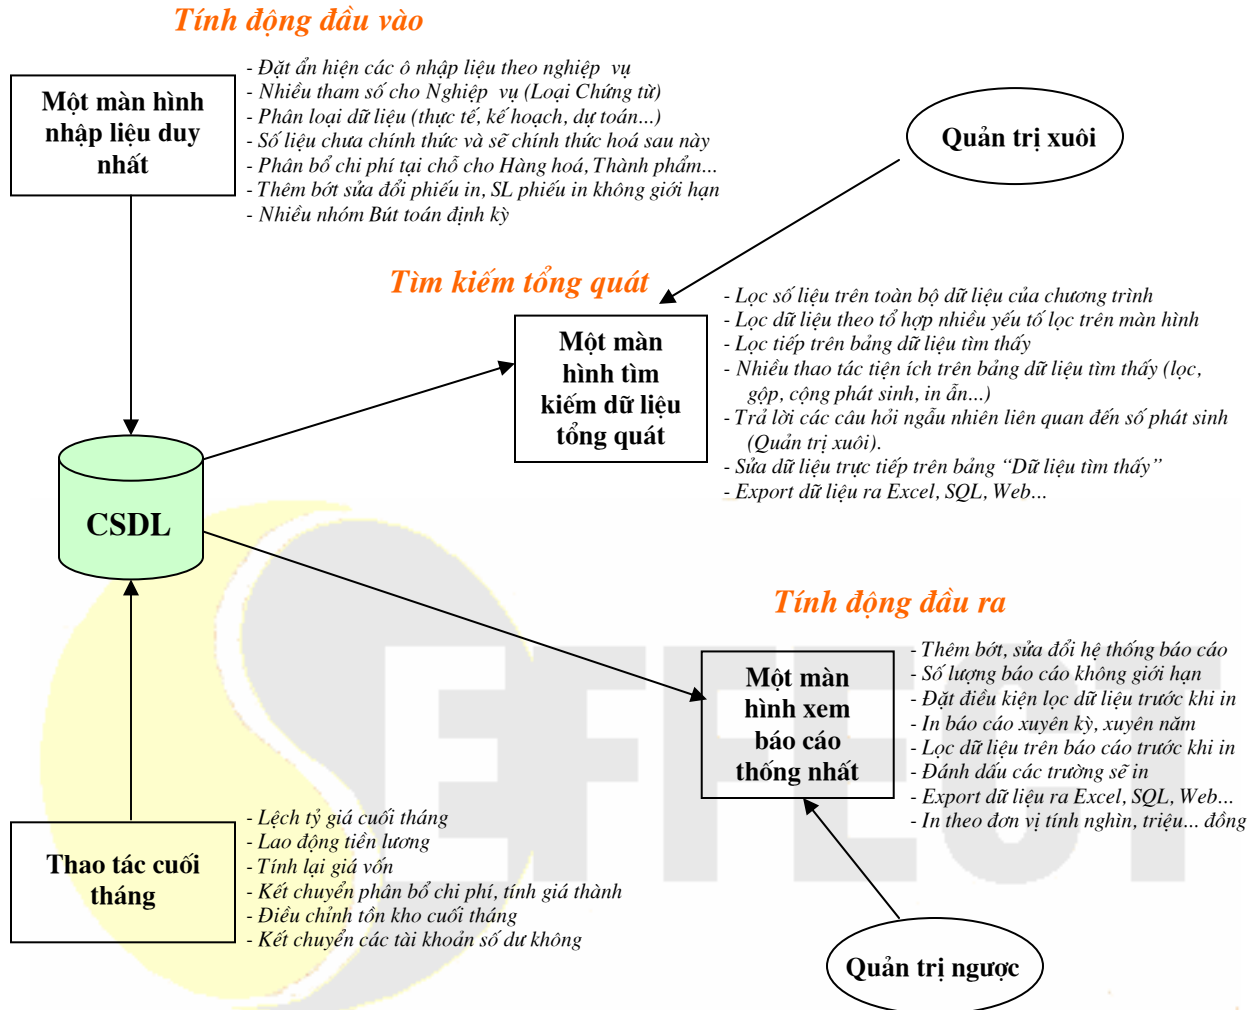 Tính động đầu vào
Một màn hình
nhập liệu duy
nhất
- Đặt ẩn hiện các ô nhập liệu theo nghiệp vụ
- Nhiều tham số cho Nghiệp vụ (Loại Chứng từ)
- Phân loại dữ liệu (thực tế, kế hoạch, dự toán...)
- Số liệu chưa chính thức và sẽ chính thức hoá sau này
- Phân bổ chi phí tại chỗ cho Hàng hoá, Thành phẩm...
- Thêm bớt sửa đổi phiếu in, SL phiếu in không giới hạn
- Nhiều nhóm Bút toán định kỳ
Quản trị xuôi
Tìm kiếm tổng quát
Một màn
hình tìm
kiếm dữ liệu
tổng quát
- Lọc số liệu trên toàn bộ dữ liệu của chương trình
- Lọc dữ liệu theo tổ hợp nhiều yếu tố lọc trên màn hình
- Lọc tiếp trên bảng dữ liệu tìm thấy
- Nhiều thao tác tiện ích trên bảng dữ liệu tìm thấy (lọc,
gộp, cộng phát sinh, in ấn...)
- Trả lời các câu hỏi ngẫu nhiên liên quan đến số phát sinh
(Quản trị xuôi).
- Sửa dữ liệu trực tiếp trên bảng “Dữ liệu tìm thấy”
- Export dữ liệu ra Excel, SQL, Web...
CSDL
Tính động đầu ra
Một màn
hình xem
báo cáo
thống nhất
- Thêm bớt, sửa đổi hệ thống báo cáo
- Số lượng báo cáo không giới hạn
- Đặt điều kiện lọc dữ liệu trước khi in
- In báo cáo xuyên kỳ, xuyên năm
- Lọc dữ liệu trên báo cáo trước khi in
- Đánh dấu các trường sẽ in
- Export dữ liệu ra Excel, SQL, Web...
- In theo đơn vị tính nghìn, triệu... đồng
Thao tác cuối
tháng
- Lệch tỷ giá cuối tháng
- Lao động tiền lương
- Tính lại giá vốn
- Kết chuyển phân bổ chi phí, tính giá thành
- Điều chỉnh tồn kho cuối tháng
- Kết chuyển các tài khoản số dư không
Quản trị ngược
EFFECT